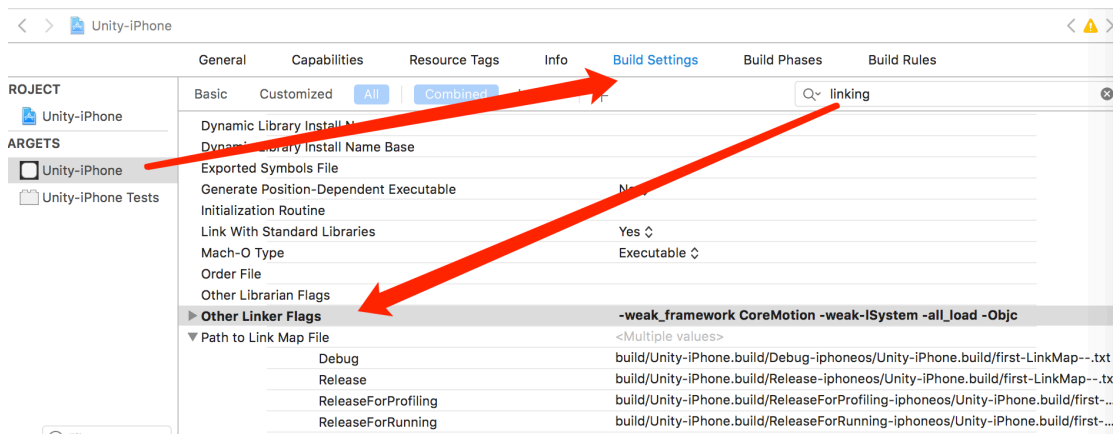 Unity-iPhone
General Capabilities Resource Tags Info Build Settings Build Phases Build Rules
ROJECT
Basic Customized All Combined + linking
Unity-iPhone
Dynamic Library Install
ARGETS
Dynamic Library Install Name Base
Unity-iPhone
Exported Symbols File
Generate Position-Dependent Executable
Unity-iPhone Tests
Initialization Routine
Link With Standard Libraries Yes
Mach-O Type Executable
Order File
Other Librarian Flags
Other Linker Flags -weak_framework CoreMotion -weak-lSystem -all_load -Objc
Path to Link Map File <Multiple values>
Debug build/Unity-iPhone.build/Debug-iphoneos/Unity-iPhone.build/first-LinkMap--.txt
Release build/Unity-iPhone.build/Release-iphoneos/Unity-iPhone.build/first-LinkMap--.tx
ReleaseForProfiling build/Unity-iPhone.build/ReleaseForProfiling-iphoneos/Unity-iPhone.build/first-...
ReleaseForRunning build/Unity-iPhone.build/ReleaseForRunning-iphoneos/Unity-iPhone.build/first-...